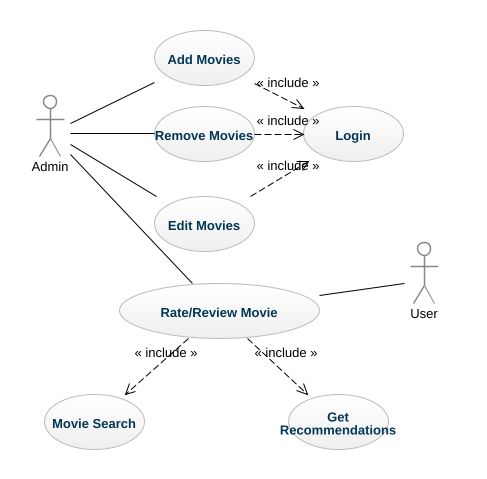 Add Movies
« include »
« include »
Remove Movies
Login
Admin
« include »
Edit Movies
Rate/Review Movie
User
« include »
« include »
Movie Search
Get
Recommendations